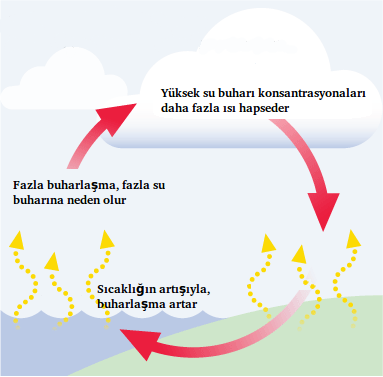 Yüksek su buharı konsantrasyonaları
daha fazla ısı hapseder
Fazla buharlaşma, fazla su
buharına neden olur
Sıcaklığın artışıyla,
buharlaşma artar